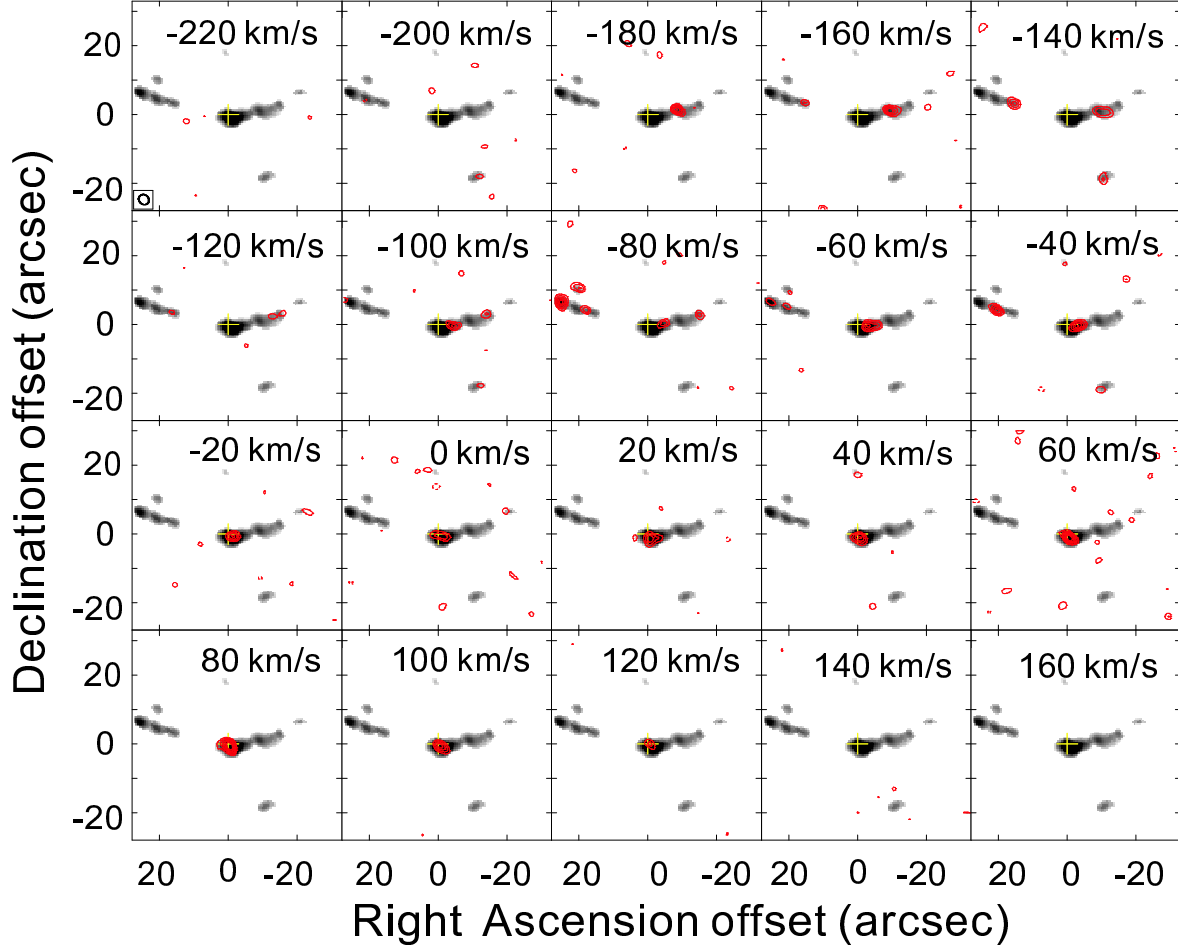 -220 km/s -200 km/s -180 km/s -160 km/s -140 km/s
20
0
-20
-120 km/s -100 km/s -80 km/s -60 km/s -40 km/s
20
0
-20
-20 km/s 0 km/s 20 km/s 40 km/s 60 km/s
20
0
-20
80 km/s 100 km/s 120 km/s 140 km/s 160 km/s
20
0
-20
20 0 -20 20 0 -20 20 0 -20 20 0 -20 20 0 -20
Right Ascension offset (arcsec)
Declination offset (arcsec)